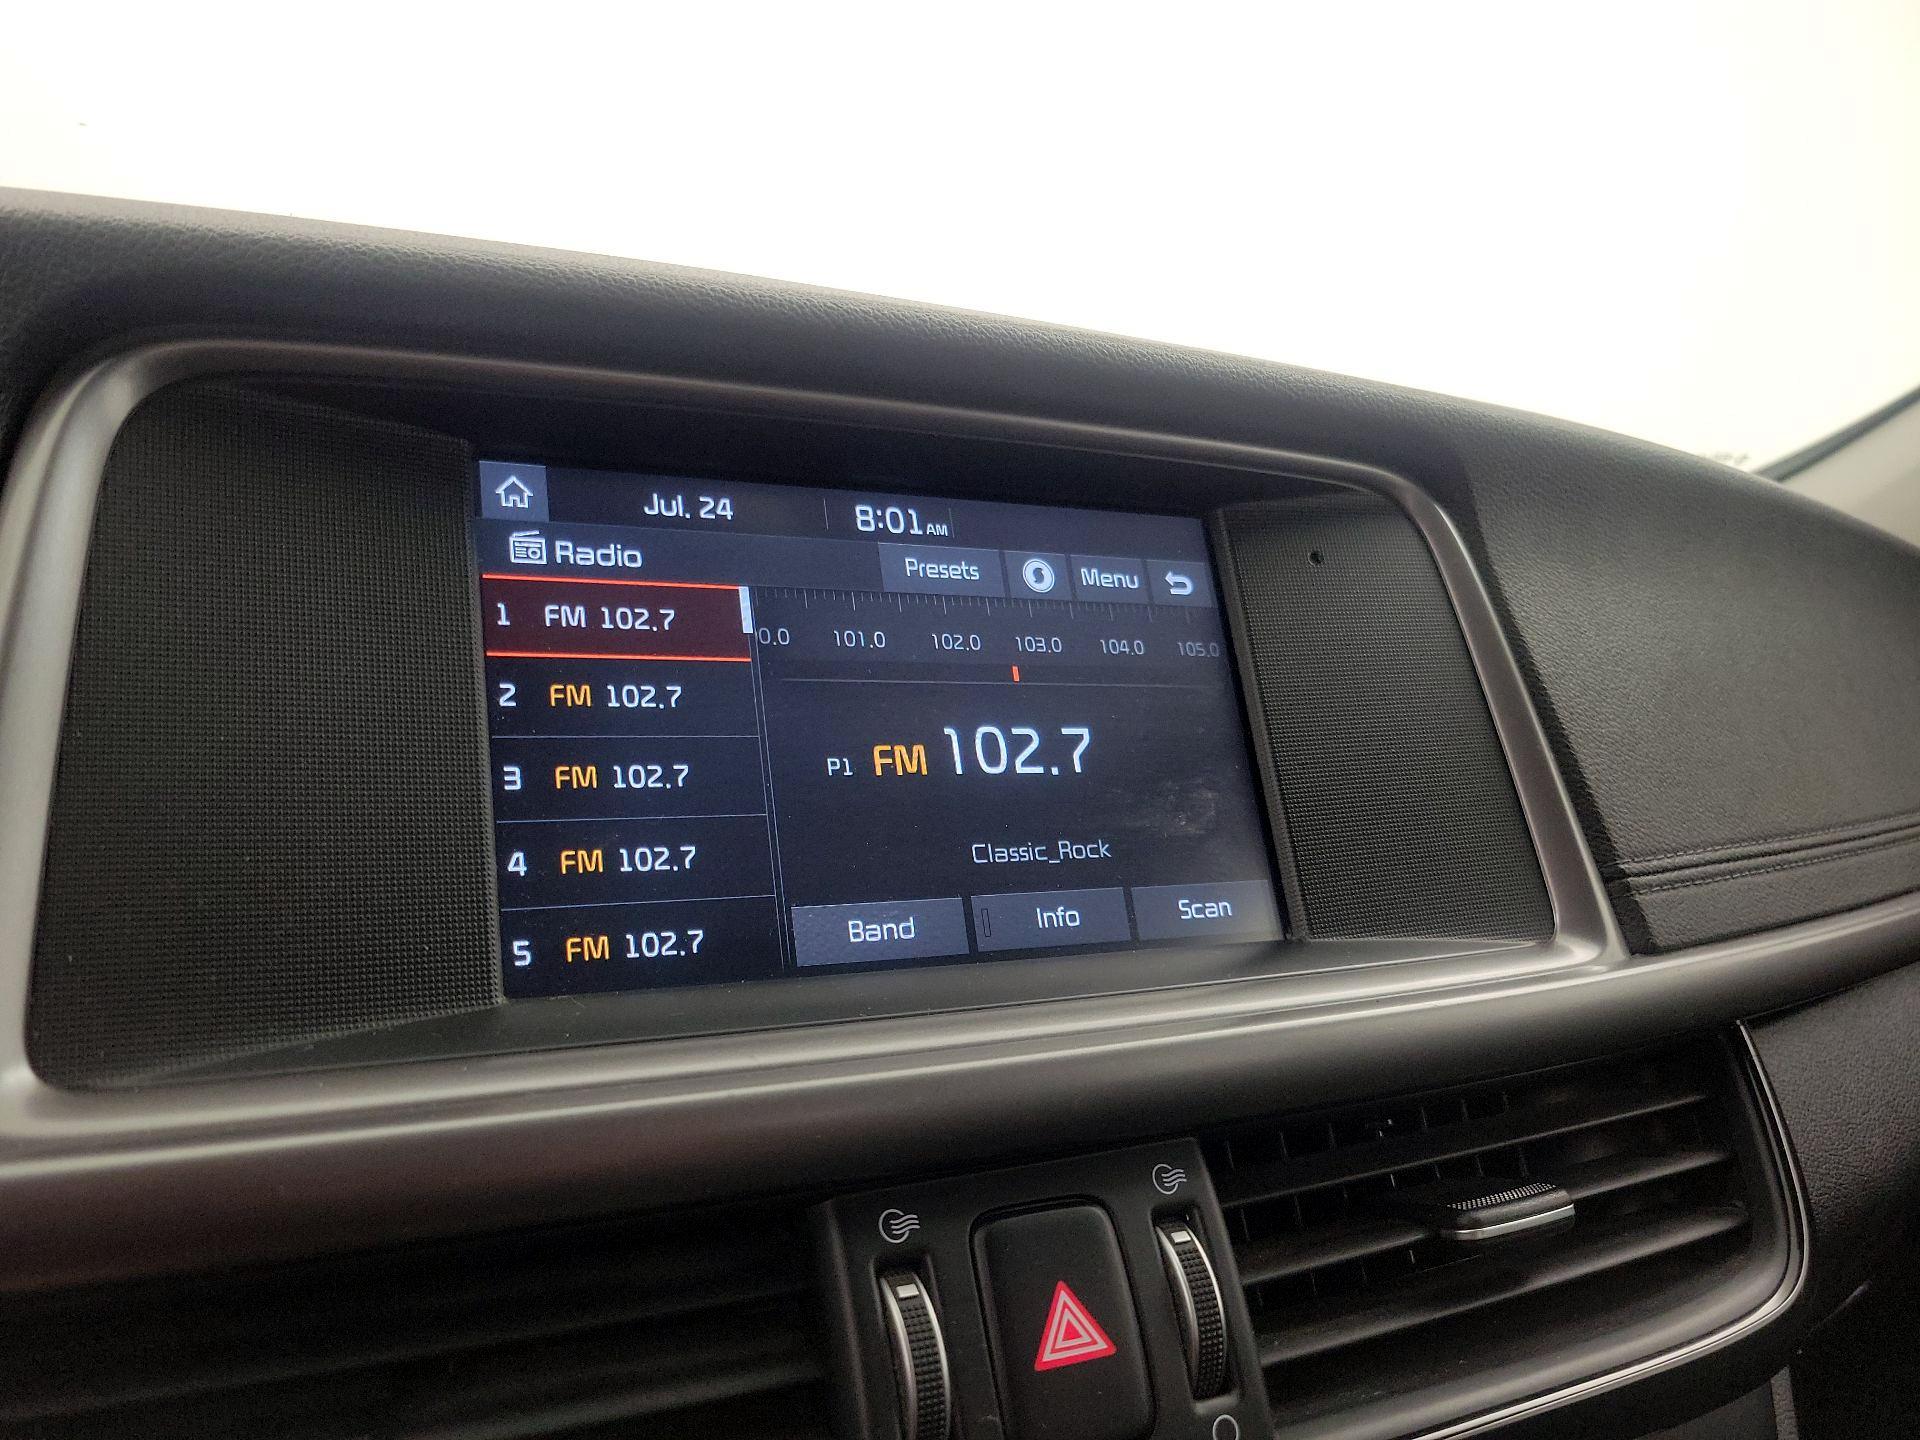 Jul. 24 8:01 AM
Radio Presets Menu
1 FM 102.7
2 FM 102.7
3 FM 102.7
4 FM 102.7
5 FM 102.7
0.0 101.0 102.0 103.0 104.0 105.0
P1 FM 102.7
Classic_Rock
Band Info Scan